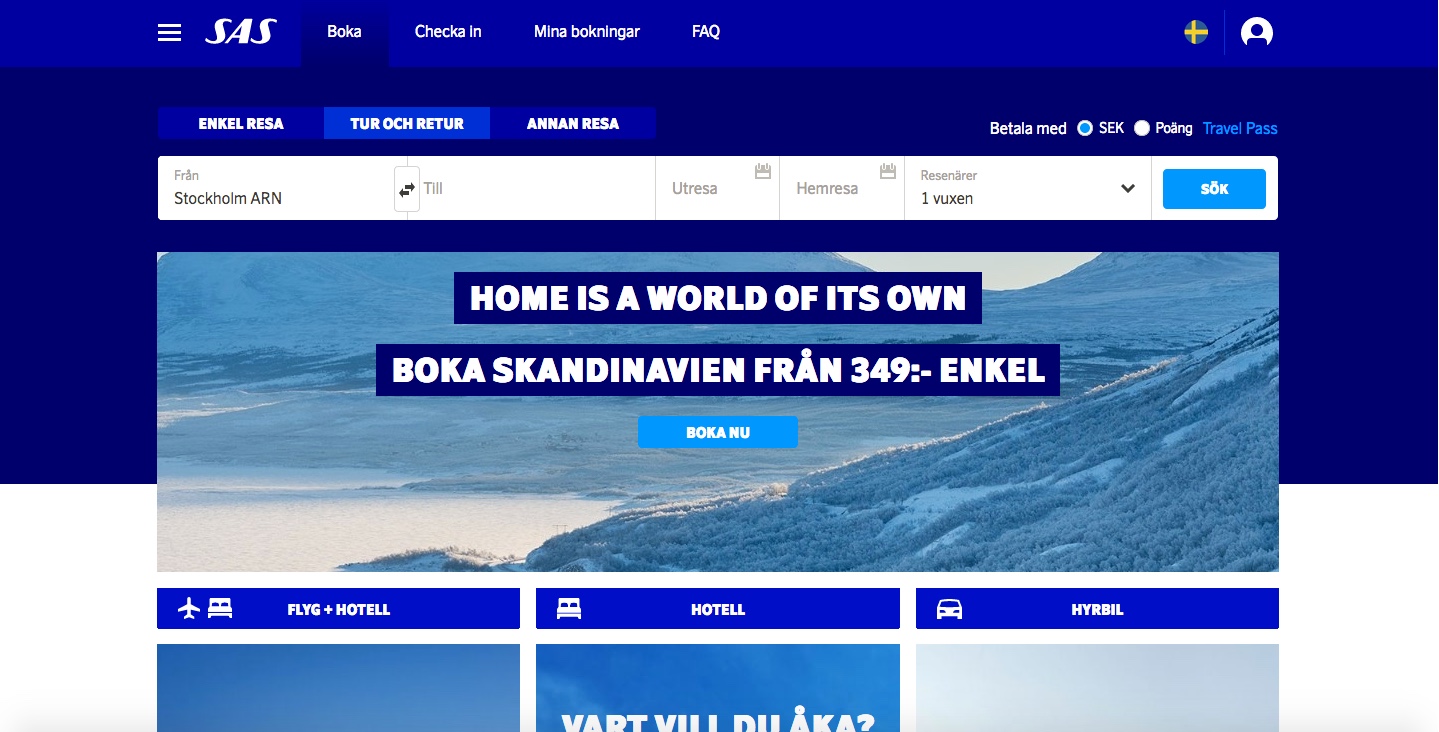 SAS
Boka
Checka in
Mina bokningar
FAQ
ENKEL RESA
TUR OCH RETUR
ANNAN RESA
Betala med
SEK
Poäng
Travel Pass
Från
Stockholm ARN
Till
Utresa
Hemresa
Resenärer
1 vuxen
SÖK
HOME IS A WORLD OF ITS OWN
BOKA SKANDINAVIEN FRÅN 349:- ENKEL
BOKA NU
FLYG + HOTELL
HOTELL
HYRBIL
VART VILL DU ÅKA?